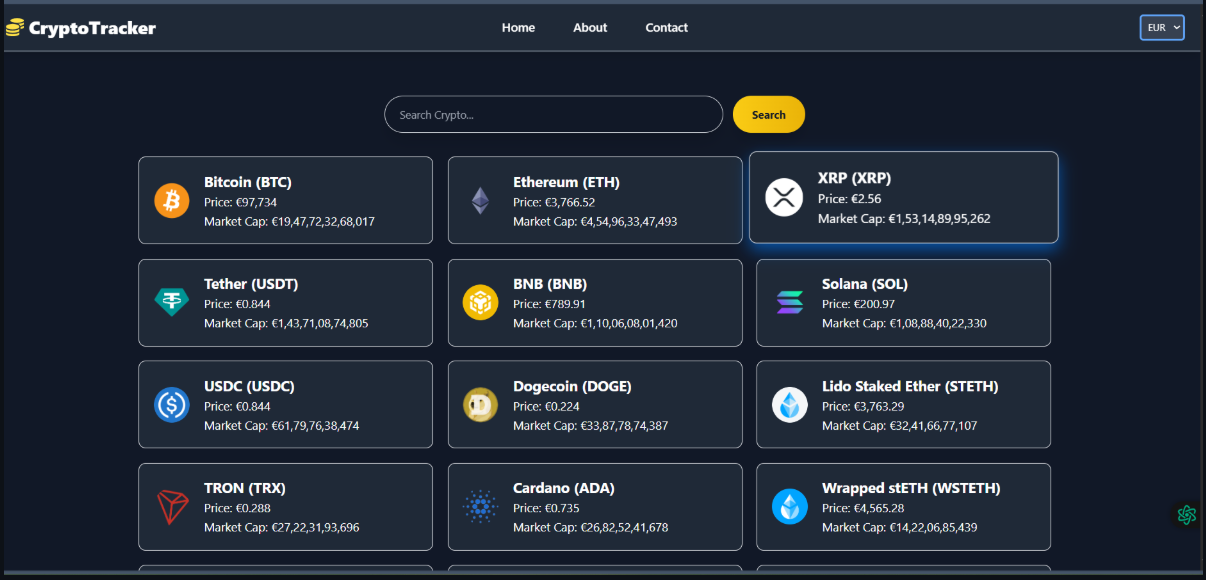 CryptoTracker
Home
About
Contact
EUR
Search Crypto...
Search
Bitcoin (BTC)
Price: €97,734
Market Cap: €19,47,72,32,68,017
Ethereum (ETH)
Price: €3,766.52
Market Cap: €4,54,96,33,47,493
XRP (XRP)
Price: €2.56
Market Cap: €1,53,14,89,95,262
Tether (USDT)
Price: €0.844
Market Cap: €1,43,71,08,74,805
BNB (BNB)
Price: €789.91
Market Cap: €1,10,06,08,01,420
Solana (SOL)
Price: €200.97
Market Cap: €1,08,88,40,22,330
USDC (USDC)
Price: €0.844
Market Cap: €61,79,76,38,474
Dogecoin (DOGE)
Price: €0.224
Market Cap: €33,87,78,74,387
Lido Staked Ether (STETH)
Price: €3,763.29
Market Cap: €32,41,66,77,107
TRON (TRX)
Price: €0.288
Market Cap: €27,22,31,93,696
Cardano (ADA)
Price: €0.735
Market Cap: €26,82,52,41,678
Wrapped stETH (WSTETH)
Price: €4,565.28
Market Cap: €14,22,06,85,439